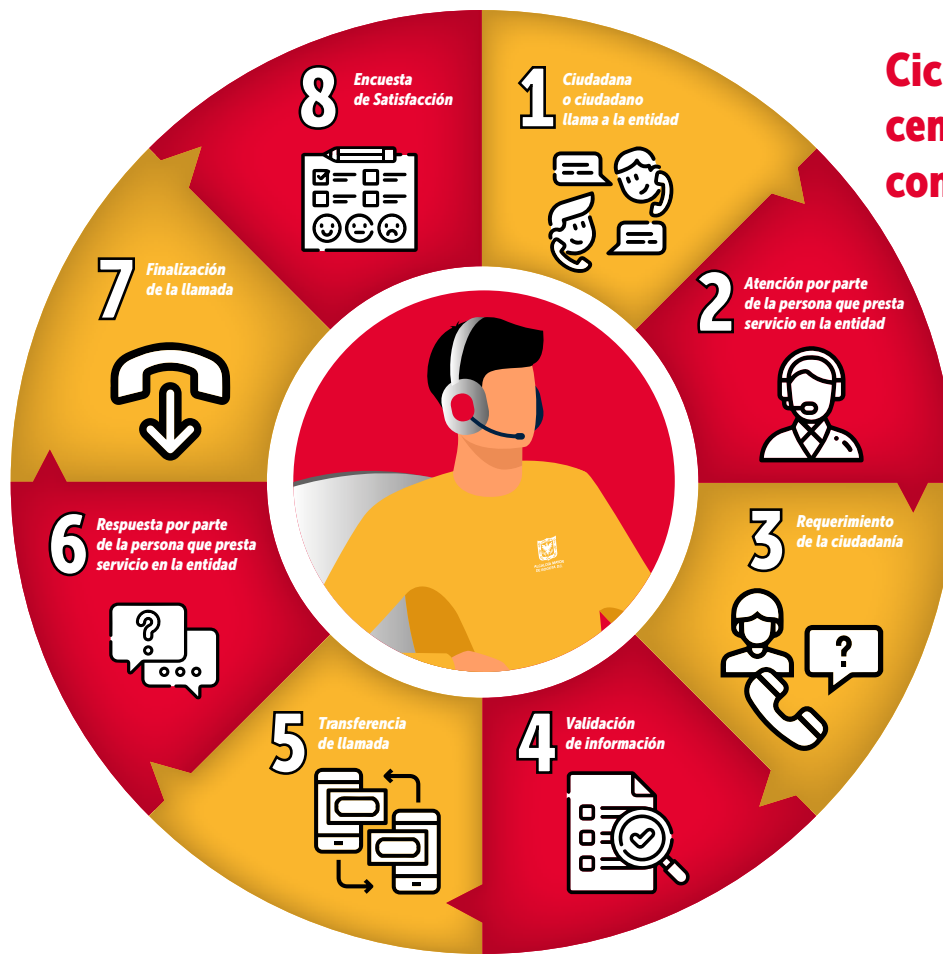 Cic
cen
con
1
Ciudadana
o ciudadano
llama a la entidad
2
Atención por parte
de la persona que presta
servicio en la entidad
3
Requerimiento
de la ciudadanía
?
4
Validación
de información
5
Transferencia
de llamada
6
Respuesta por parte
de la persona que presta
servicio en la entidad
?
7
Finalización
de la llamada
8
Encuesta
de Satisfacción